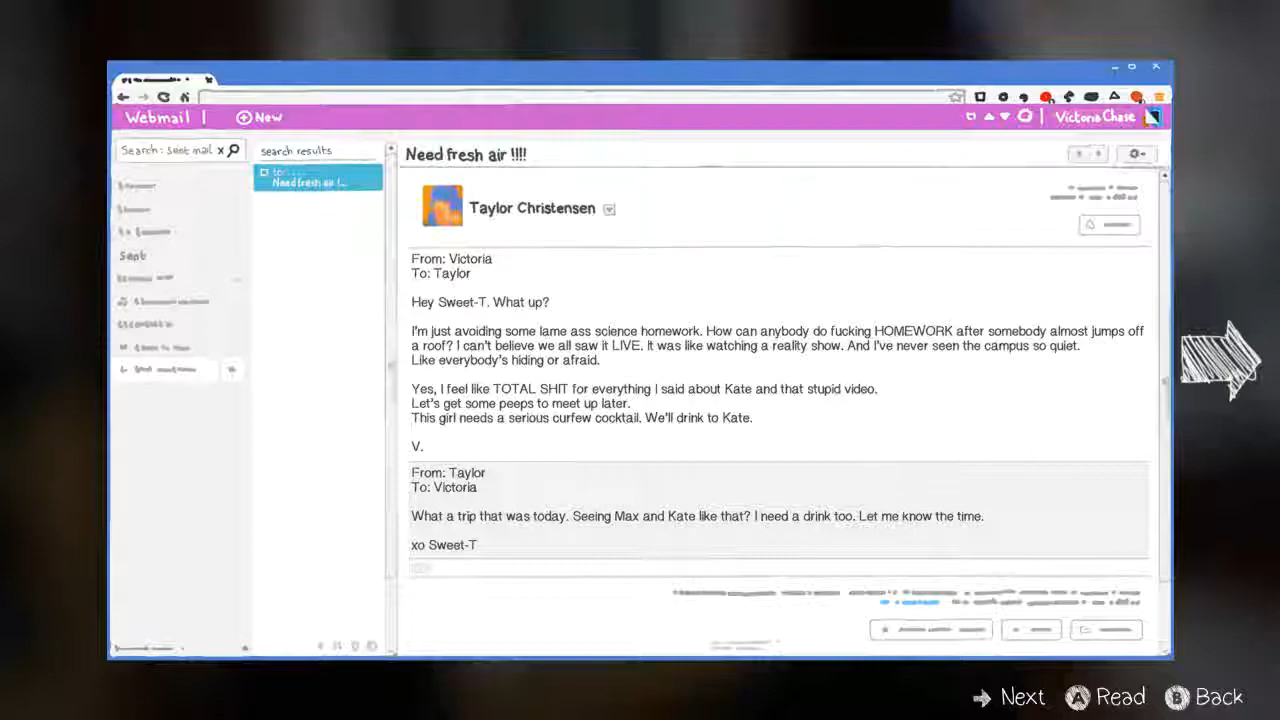 Webmail | New Victoria Chase
Search: sent mail x
search results
Need fresh air !!!!
to:
Need fresh air !...
Taylor Christensen
Sent
From: Victoria
To: Taylor
Hey Sweet-T. What up?
I'm just avoiding some lame ass science homework. How can anybody do fucking HOMEWORK after somebody almost jumps off
a roof? I can't believe we all saw it LIVE. It was like watching a reality show. And I've never seen the campus so quiet.
Like everybody's hiding or afraid.
Yes, I feel like TOTAL SHIT for everything I said about Kate and that stupid video.
Let's get some peeps to meet up later.
This girl needs a serious curfew cocktail. We'll drink to Kate.
V.
From: Taylor
To: Victoria
What a trip that was today. Seeing Max and Kate like that? I need a drink too. Let me know the time.
xo Sweet-T
Next A Read B Back